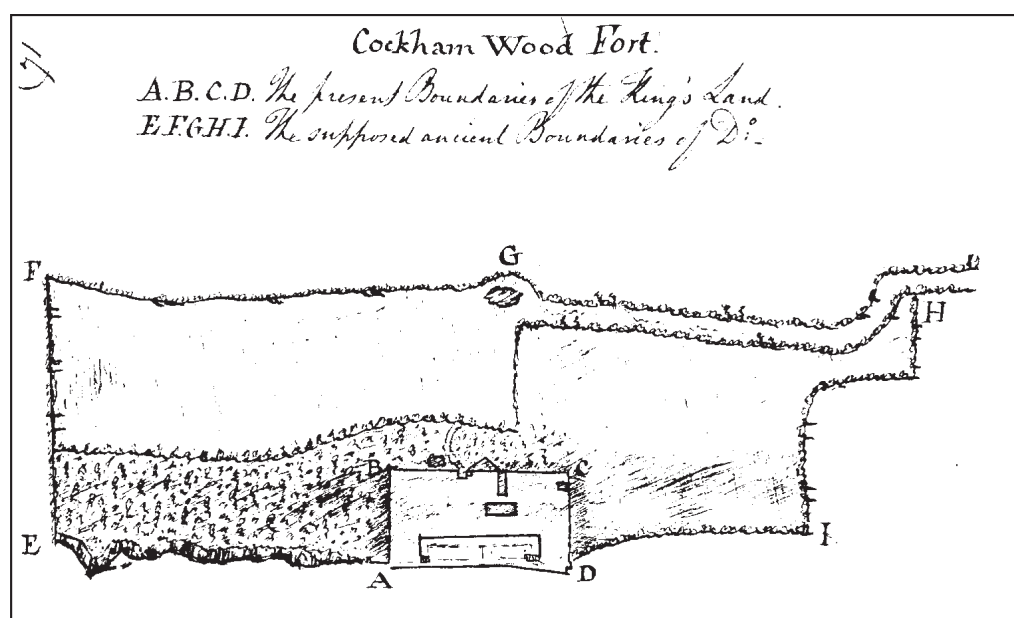 Cockham Wood Fort.
A.B.C.D. The present Boundaries of the King's Land.
E.F.G.H.I. The supposed ancient Boundaries of Do.
F
G
H
B
C
E
I
A
D